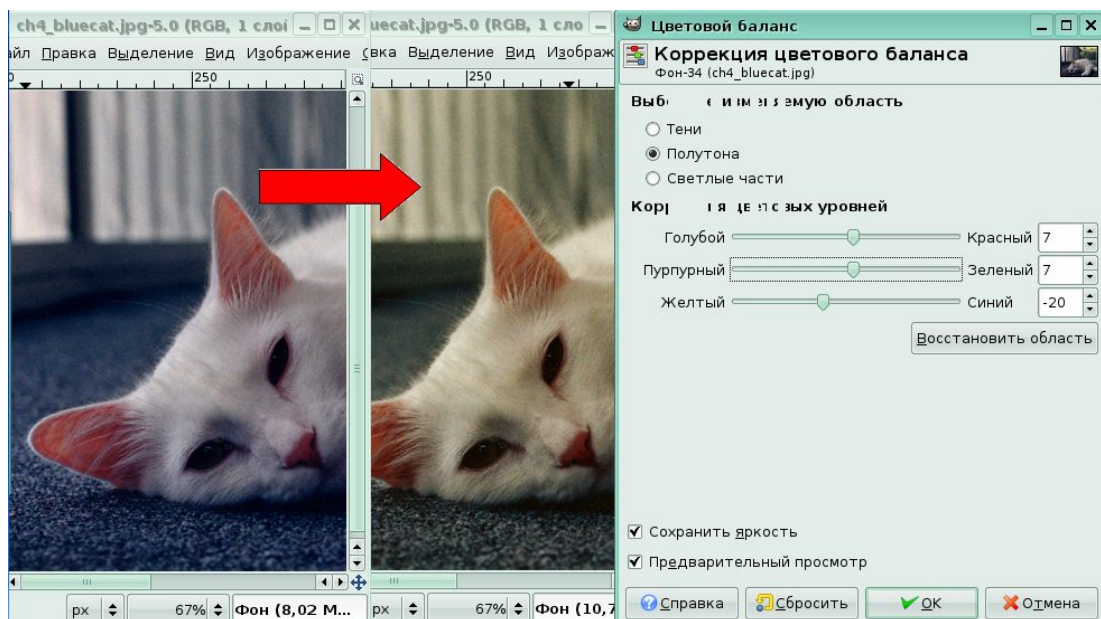 ch4_bluecat.jpg-5.0 (RGB, 1 слой
айл Правка Выделение Вид Изображение
250
px 67% Фон (8,02 М...
uecat.jpg-5.0 (RGB, 1 сло
вка Выделение Вид Изображ
250
px 67% Фон (10,7
Цветовой баланс
Коррекция цветового баланса
Фон-34 (ch4_bluecat.jpg)
область
Тени
Полутона
Светлые части
уровней
Голубой Красный 7
Пурпурный Зеленый 7
Желтый Синий -20
Восстановить область
Сохранить яркость
Предварительный просмотр
Справка Сбросить OK Отмена